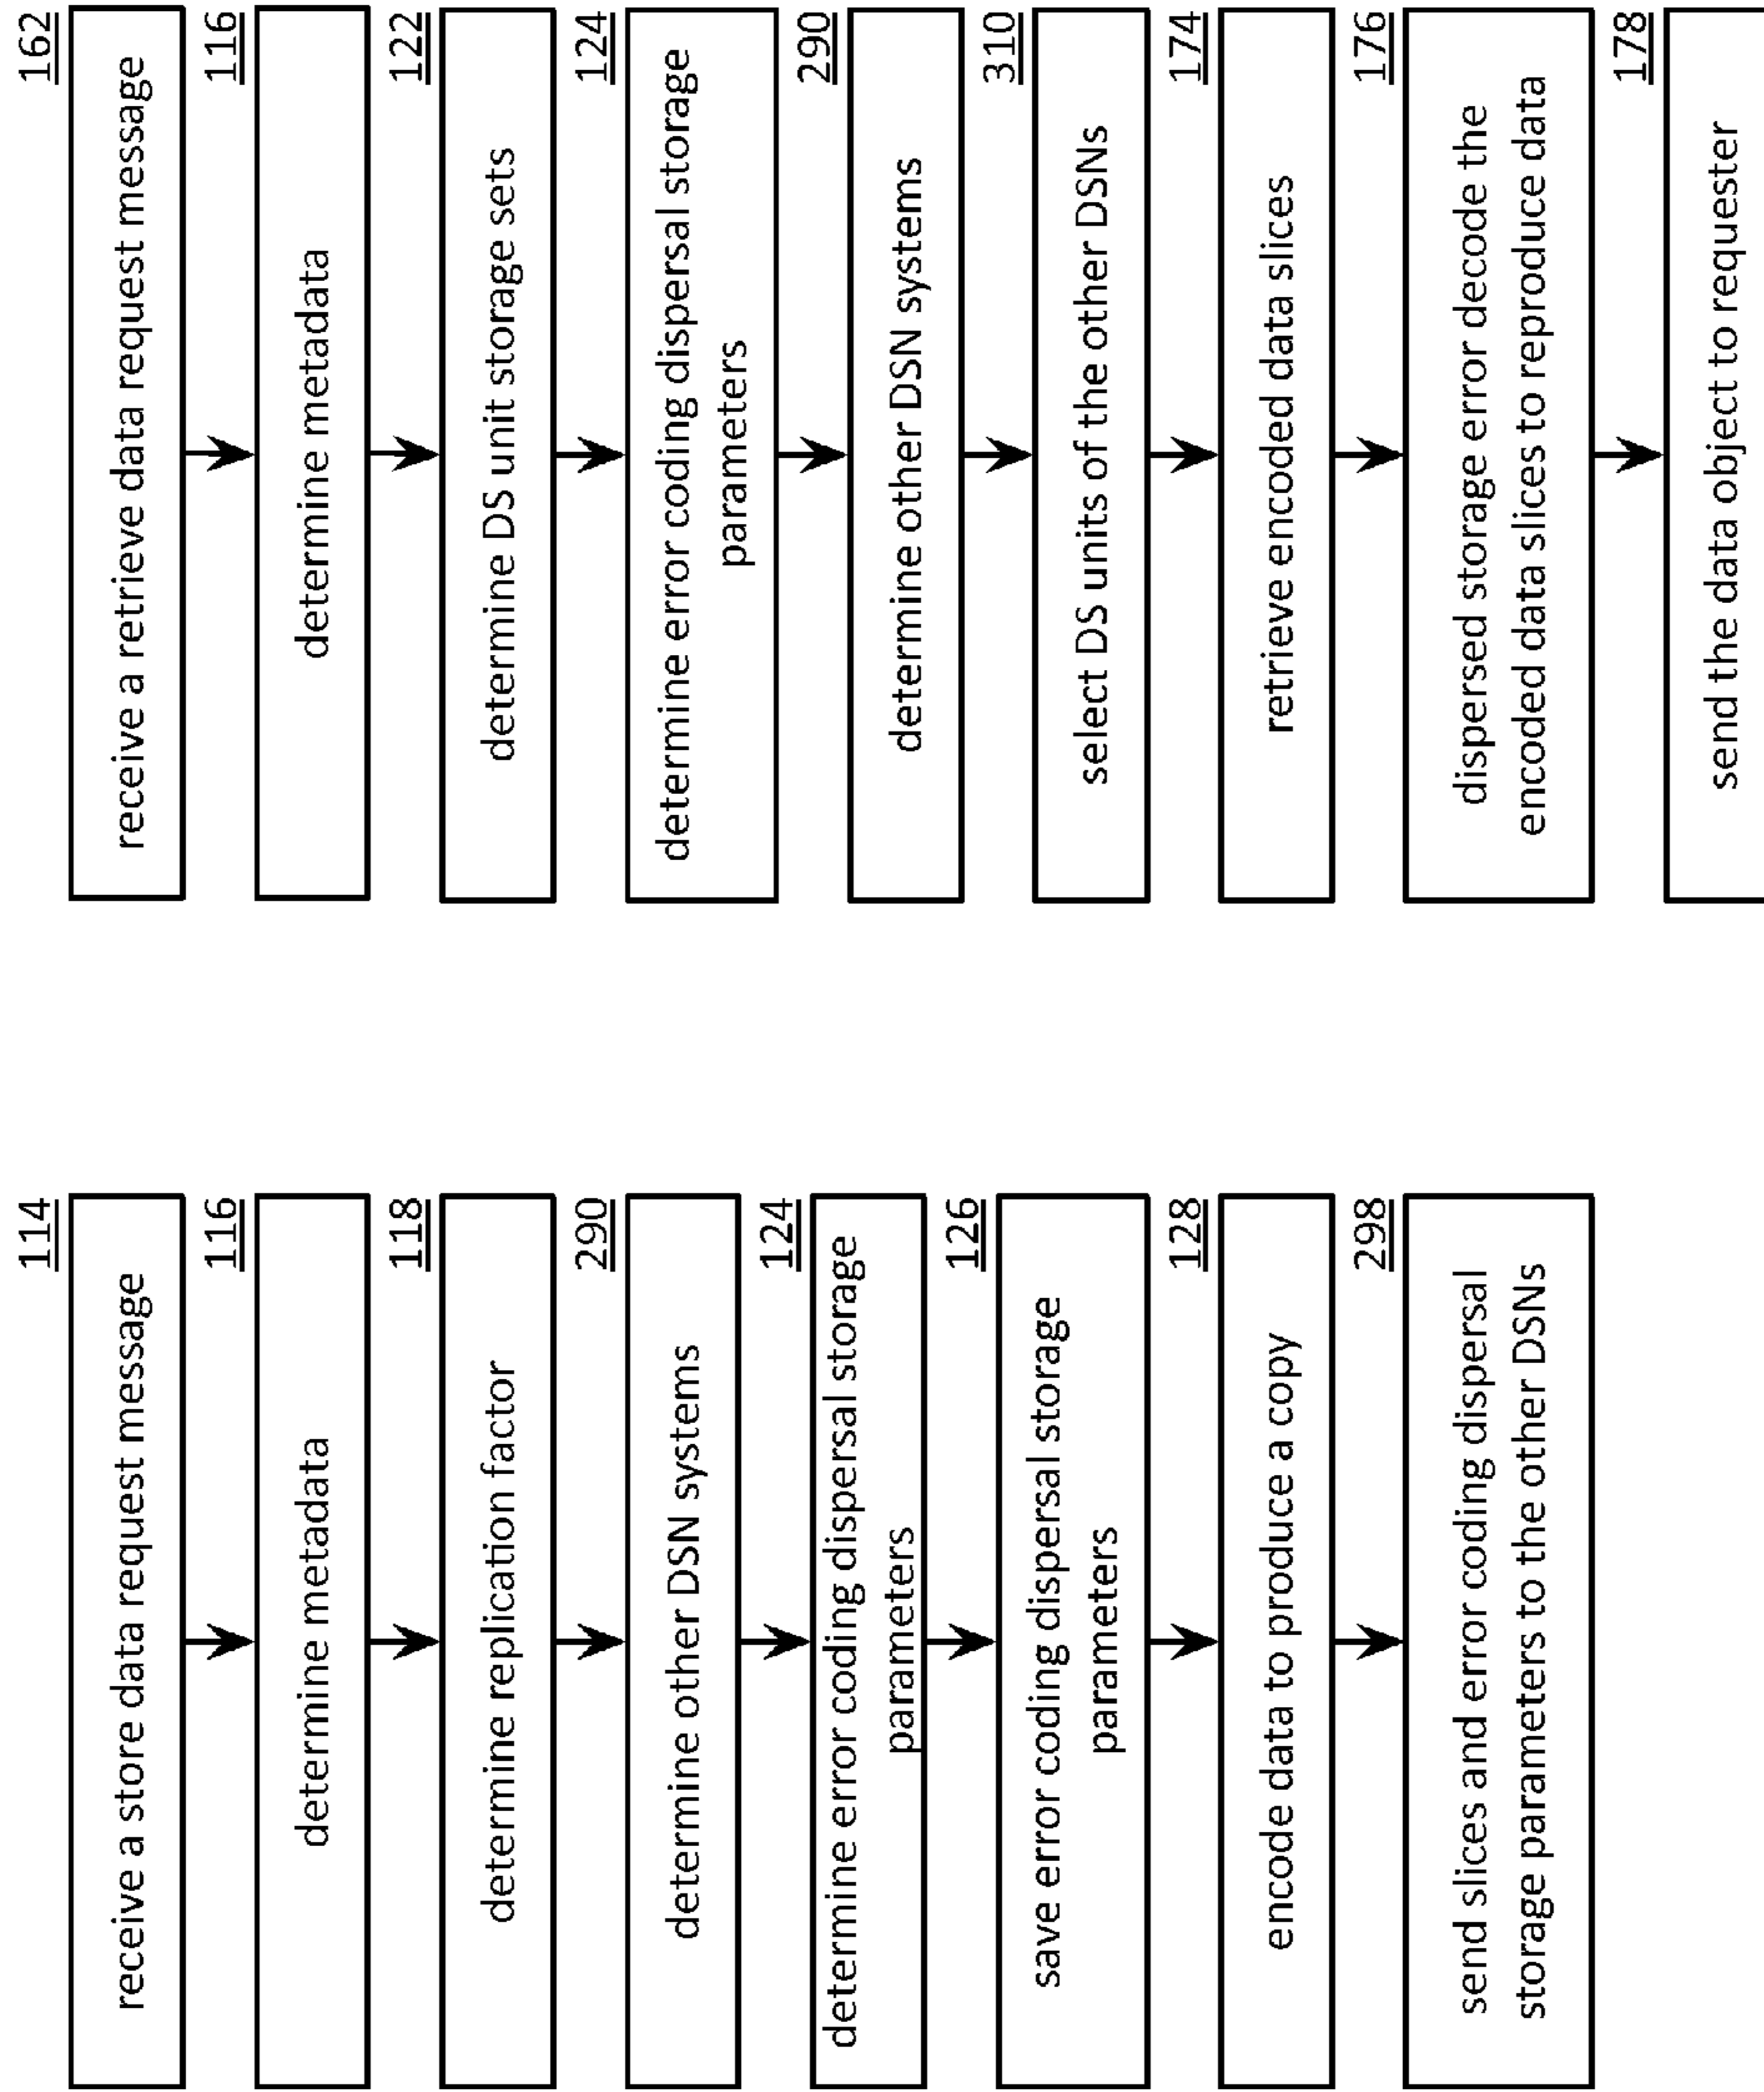 114
receive a store data request message
116
determine metadata
118
determine replication factor
290
determine other DSN systems
124
determine error coding dispersal storage
parameters
126
save error coding dispersal storage
parameters
128
encode data to produce a copy
298
send slices and error coding dispersal
storage parameters to the other DSNs
162
receive a retrieve data request message
116
determine metadata
122
determine DS unit storage sets
124
determine error coding dispersal storage
parameters
290
determine other DSN systems
310
select DS units of the other DSNs
174
retrieve encoded data slices
176
dispersed storage error decode the
encoded data slices to reproduce data
178
send the data object to requester